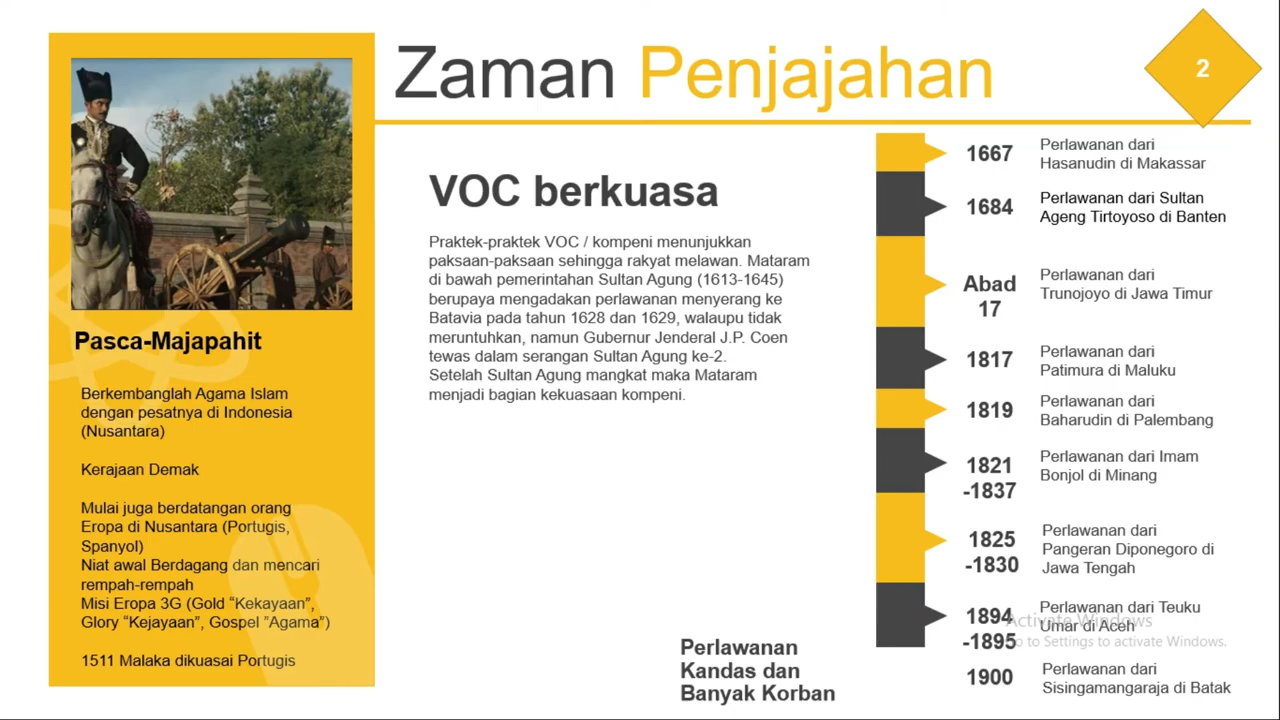 Zaman Penjajahan
2
Pasca-Majapahit
Berkembanglah Agama Islam
dengan pesatnya di Indonesia
(Nusantara)
Kerajaan Demak
Mulai juga berdatangan orang
Eropa di Nusantara (Portugis,
Spanyol)
Niat awal Berdagang dan mencari
rempah-rempah
Misi Eropa 3G (Gold “Kekayaan”,
Glory “Kejayaan”, Gospel ”Agama”)
1511 Malaka dikuasai Portugis
VOC berkuasa
Praktek-praktek VOC / kompeni menunjukkan
paksaan-paksaan sehingga rakyat melawan. Mataram
di bawah pemerintahan Sultan Agung (1613-1645)
berupaya mengadakan perlawanan menyerang ke
Batavia pada tahun 1628 dan 1629, walaupu tidak
meruntuhkan, namun Gubernur Jenderal J.P. Coen
tewas dalam serangan Sultan Agung ke-2.
Setelah Sultan Agung mangkat maka Mataram
menjadi bagian kekuasaan kompeni.
Perlawanan
Kandas dan
Banyak Korban
1667
Perlawanan dari
Hasanudin di Makassar
1684
Perlawanan dari Sultan
Ageng Tirtoyoso di Banten
Abad
17
Perlawanan dari
Trunojoyo di Jawa Timur
1817
Perlawanan dari
Patimura di Maluku
1819
Perlawanan dari
Baharudin di Palembang
1821
-1837
Perlawanan dari Imam
Bonjol di Minang
1825
-1830
Perlawanan dari
Pangeran Diponegoro di
Jawa Tengah
1894
-1895
Perlawanan dari Teuku
Umar di Aceh
1900
Perlawanan dari
Sisingamangaraja di Batak
Activate Windows
Go to Settings to activate Windows.